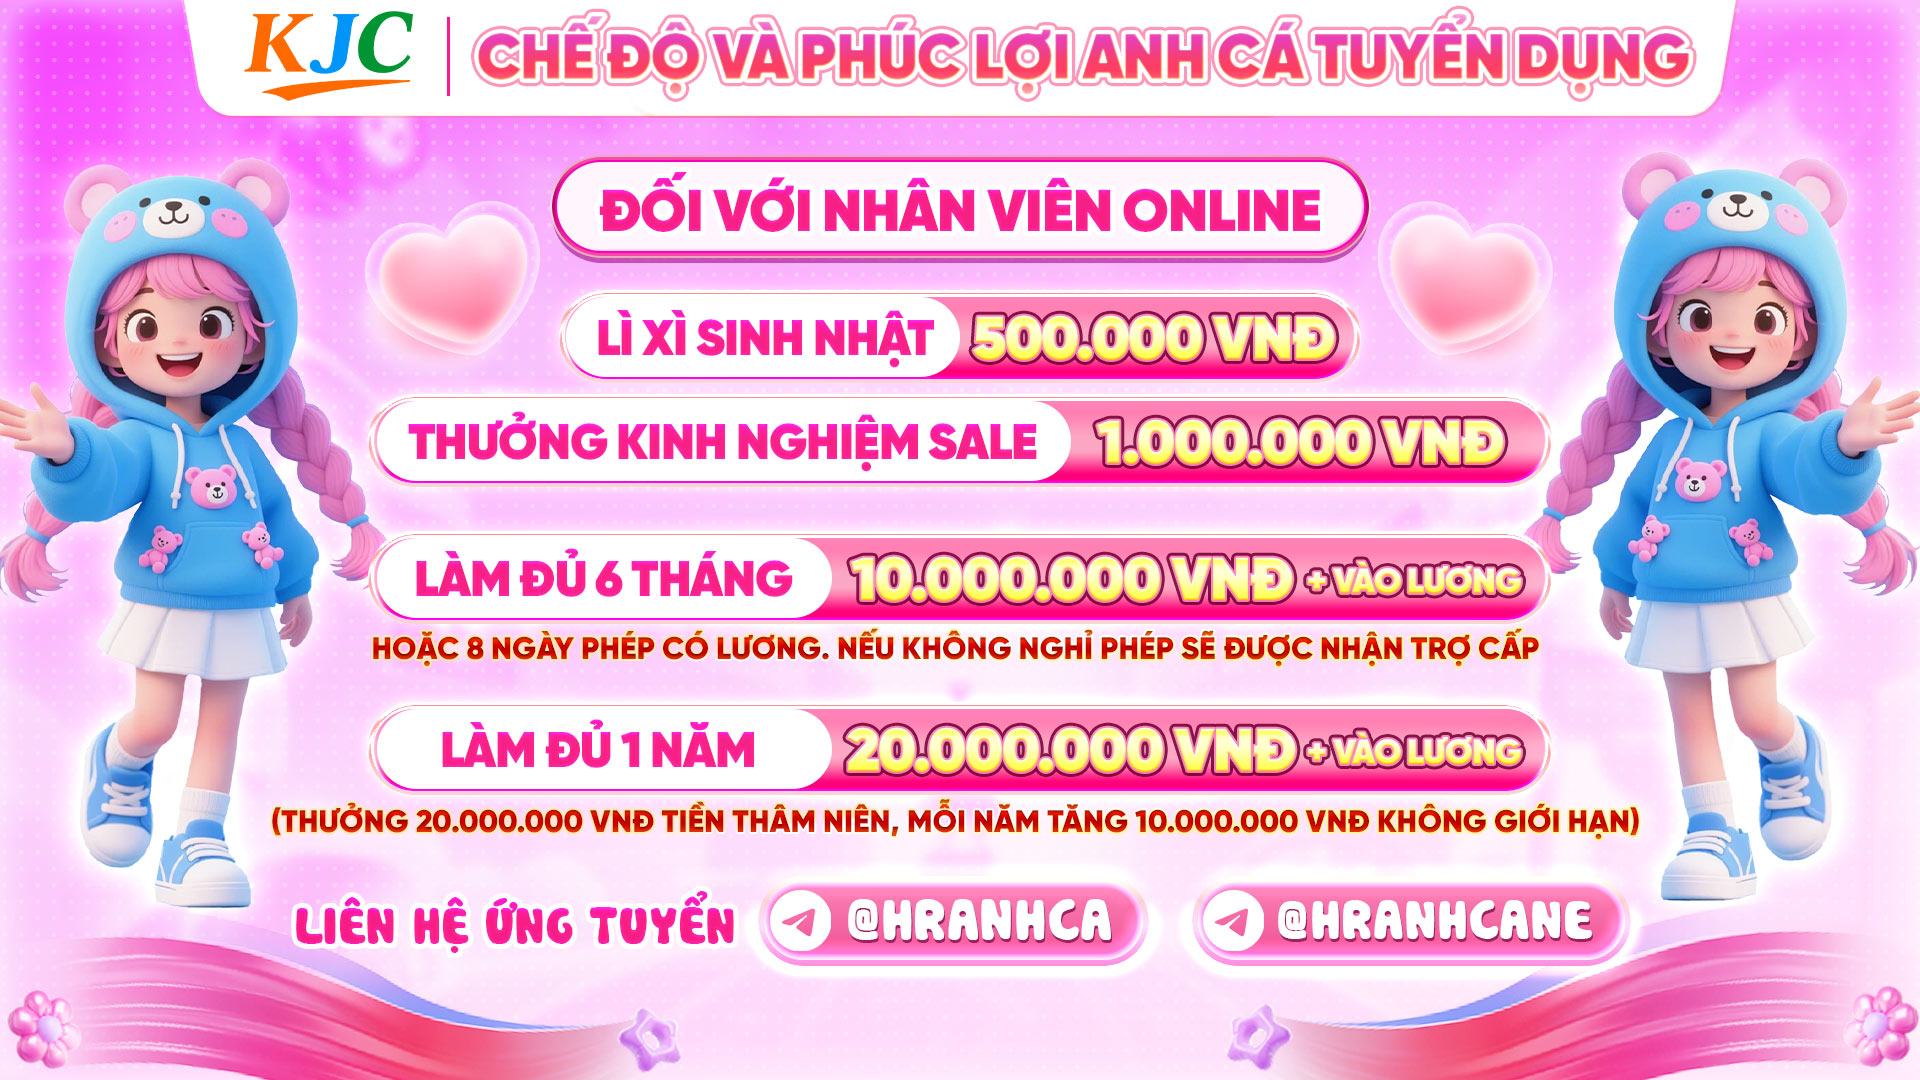 KJC
CHẾ ĐỘ VÀ PHÚC LỢI ANH CÁ TUYỂN DỤNG
ĐỐI VỚI NHÂN VIÊN ONLINE
LÌ XÌ SINH NHẬT 500.000 VNĐ
THƯỞNG KINH NGHIỆM SALE 1.000.000 VNĐ
LÀM ĐỦ 6 THÁNG 10.000.000 VNĐ + VÀO LƯƠNG
HOẶC 8 NGÀY PHÉP CÓ LƯƠNG. NẾU KHÔNG NGHỈ PHÉP SẼ ĐƯỢC NHẬN TRỢ CẤP
LÀM ĐỦ 1 NĂM 20.000.000 VNĐ + VÀO LƯƠNG
(THƯỞNG 20.000.000 VNĐ TIỀN THÂM NIÊN, MỖI NĂM TĂNG 10.000.000 VNĐ KHÔNG GIỚI HẠN)
LIÊN HỆ ỨNG TUYỂN @HRANHCA @HRANHCANE